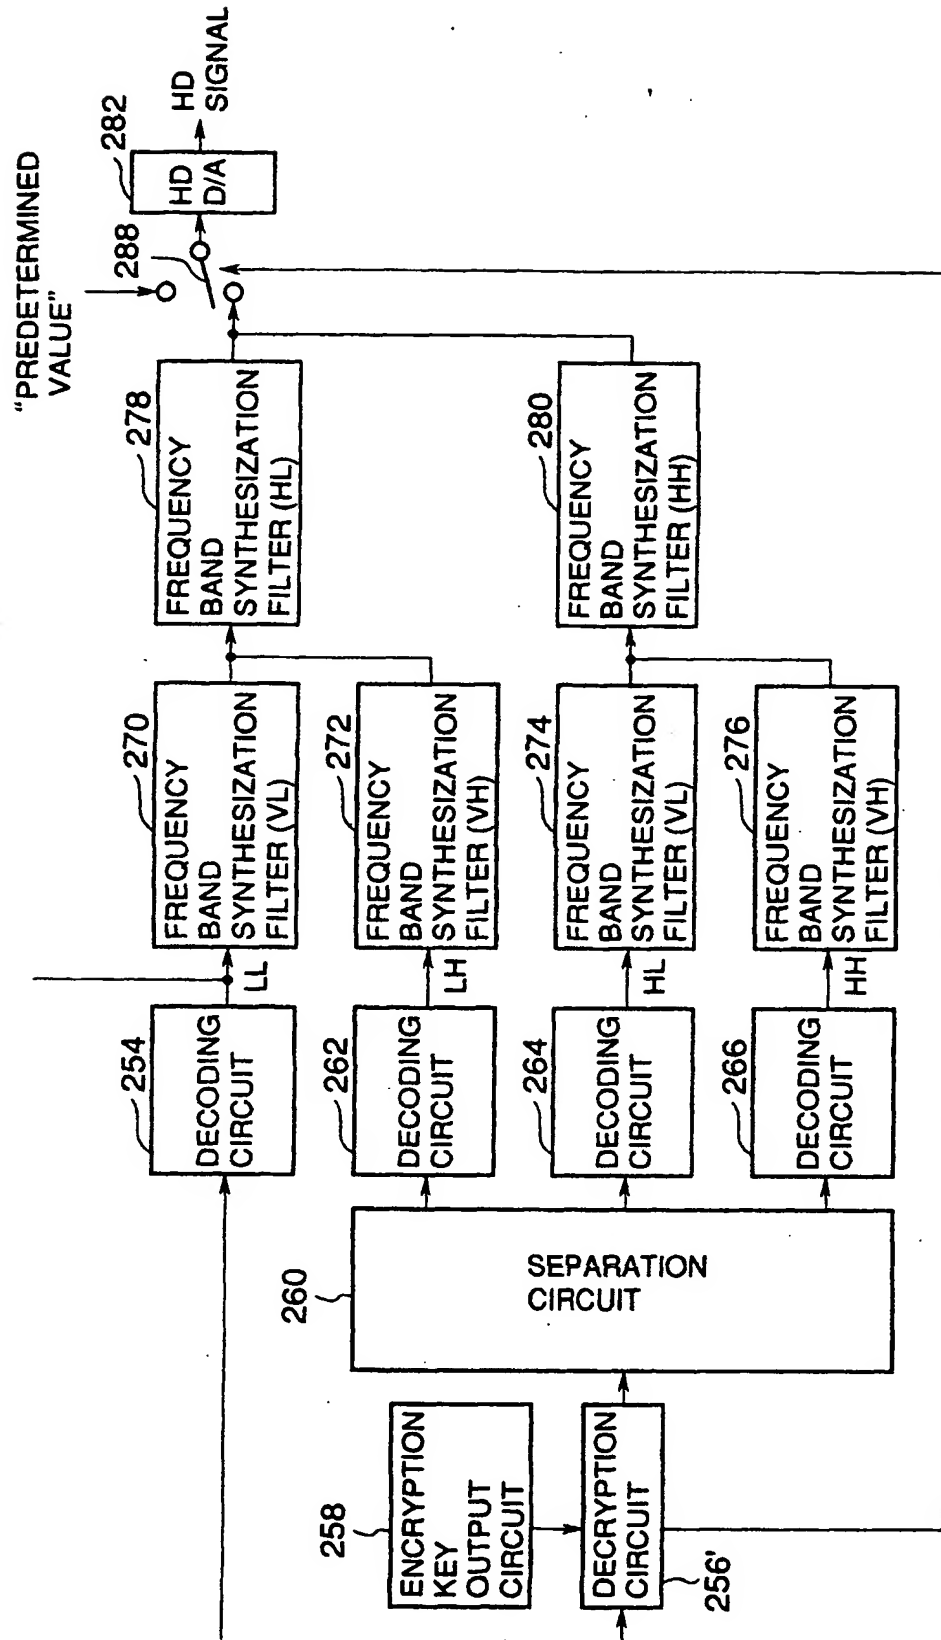 258
ENCRYPTION
KEY
OUTPUT
CIRCUIT
DECRYPTION
CIRCUIT
256'
260
SEPARATION
CIRCUIT
254
DECODING
CIRCUIT
262
DECODING
CIRCUIT
264
DECODING
CIRCUIT
266
DECODING
CIRCUIT
LL
LH
HL
HH
270
FREQUENCY
BAND
SYNTHESIZATION
FILTER (VL)
272
FREQUENCY
BAND
SYNTHESIZATION
FILTER (VH)
274
FREQUENCY
BAND
SYNTHESIZATION
FILTER (VL)
276
FREQUENCY
BAND
SYNTHESIZATION
FILTER (VH)
278
FREQUENCY
BAND
SYNTHESIZATION
FILTER (HL)
280
FREQUENCY
BAND
SYNTHESIZATION
FILTER (HH)
"PREDETERMINED
VALUE"
288
282
HD
D/A
HD
SIGNAL